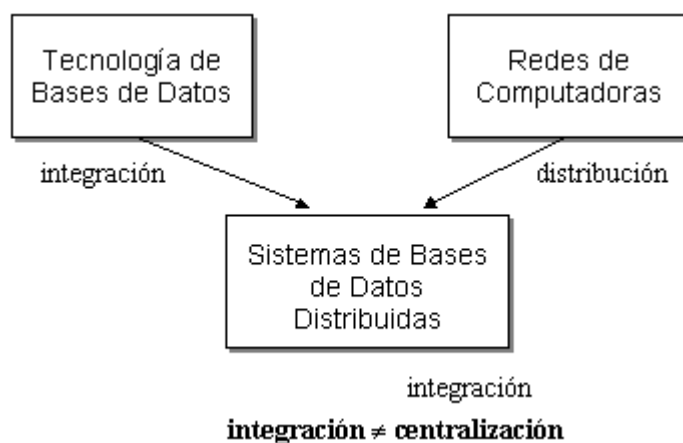 Tecnología de
Bases de Datos
Redes de
Computadoras
integración
distribución
Sistemas de Bases
de Datos
Distribuidas
integración
integración ≠ centralización